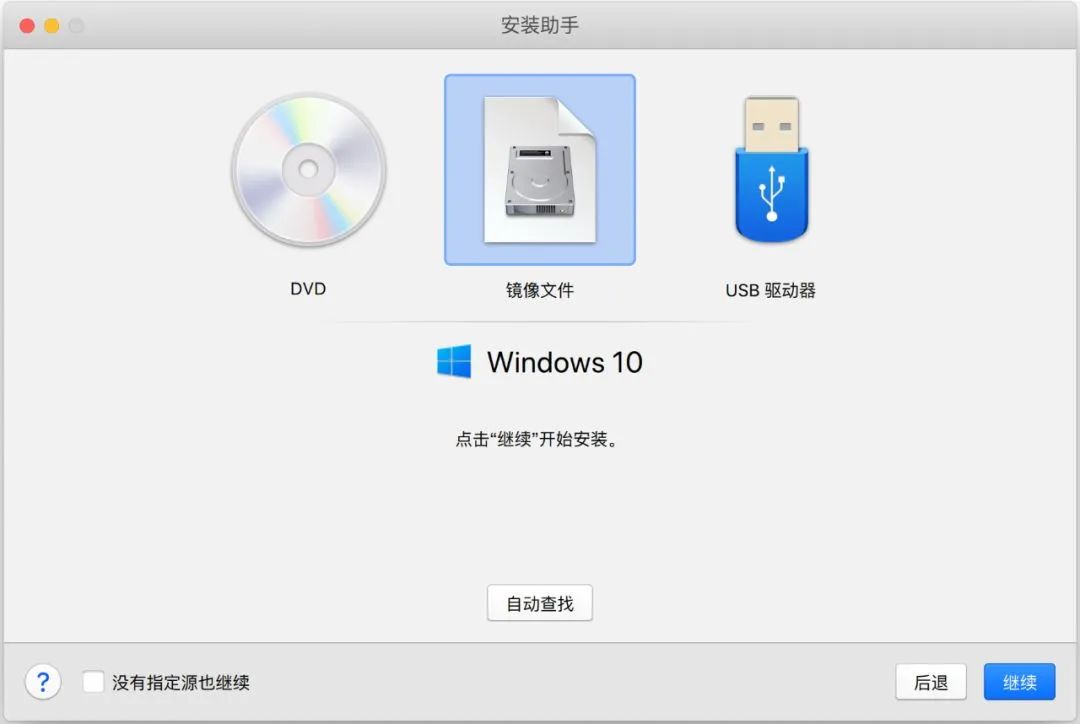 安装助手
DVD
镜像文件
USB 驱动器
Windows 10
点击“继续”开始安装。
自动查找
?
没有指定源也继续
后退
继续